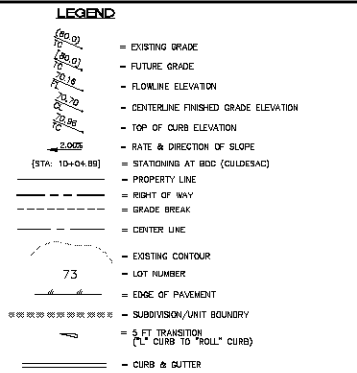 LEGEND
(80.0)
TC = EXISTING GRADE
[80.0]
TC - FUTURE GRADE
70.16
FL - FLOWLINE ELEVATION
70.70
CL - CENTERLINE FINISHED GRADE ELEVATION
70.96
TC - TOP OF CURB ELEVATION
2.00% - RATE & DIRECTION OF SLOPE
[STA: 10+04.89] = STATIONING AT BOC (CULDESAC)
- PROPERTY LINE
= RIGHT OF WAY
= GRADE BREAK
= CENTER LINE
- EXISTING CONTOUR
73 - LOT NUMBER
= EDGE OF PAVEMENT
- SUBDIVISION/UNIT BOUNDRY
= 5 FT TRANSITION
("L" CURB TO "ROLL" CURB)
- CURB & GUTTER